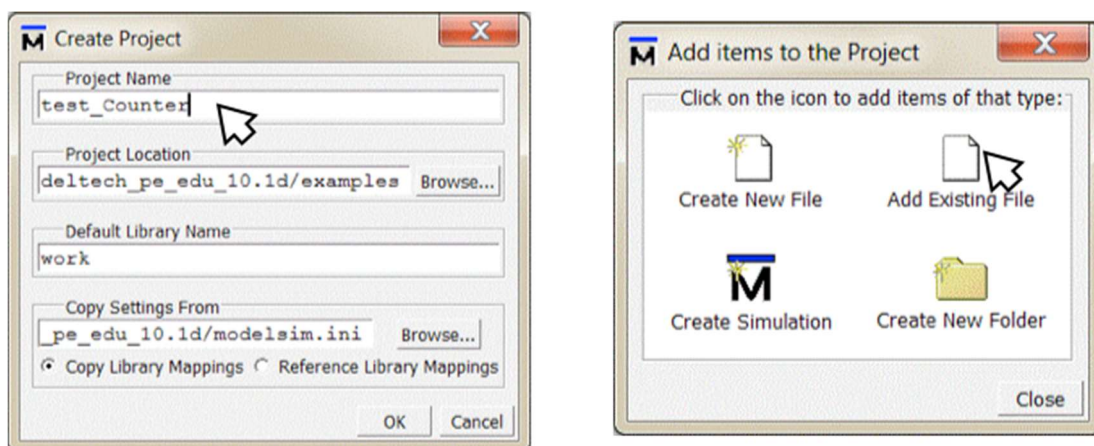 Create Project
Project Name
test_Counter
Project Location
deltech_pe_edu_10.1d/examples Browse...
Default Library Name
work
Copy Settings From
_pe_edu_10.1d/modelsim.ini Browse...
Copy Library Mappings Reference Library Mappings
OK Cancel
Add items to the Project
Click on the icon to add items of that type:
Create New File Add Existing File
Create Simulation Create New Folder
Close